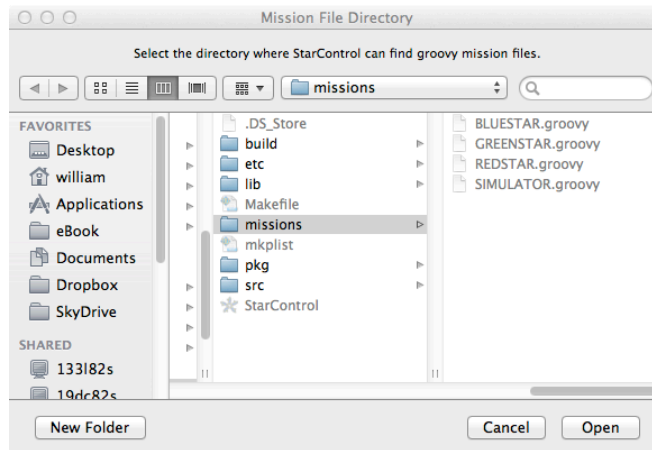 Mission File Directory
Select the directory where StarControl can find groovy mission files.
missions
FAVORITES
Desktop
william
Applications
eBook
Documents
Dropbox
SkyDrive
SHARED
133l82s
19dc82s
.DS_Store
build
etc
lib
Makefile
missions
mkplist
pkg
src
StarControl
BLUESTAR.groovy
GREENSTAR.groovy
REDSTAR.groovy
SIMULATOR.groovy
New Folder
Cancel
Open